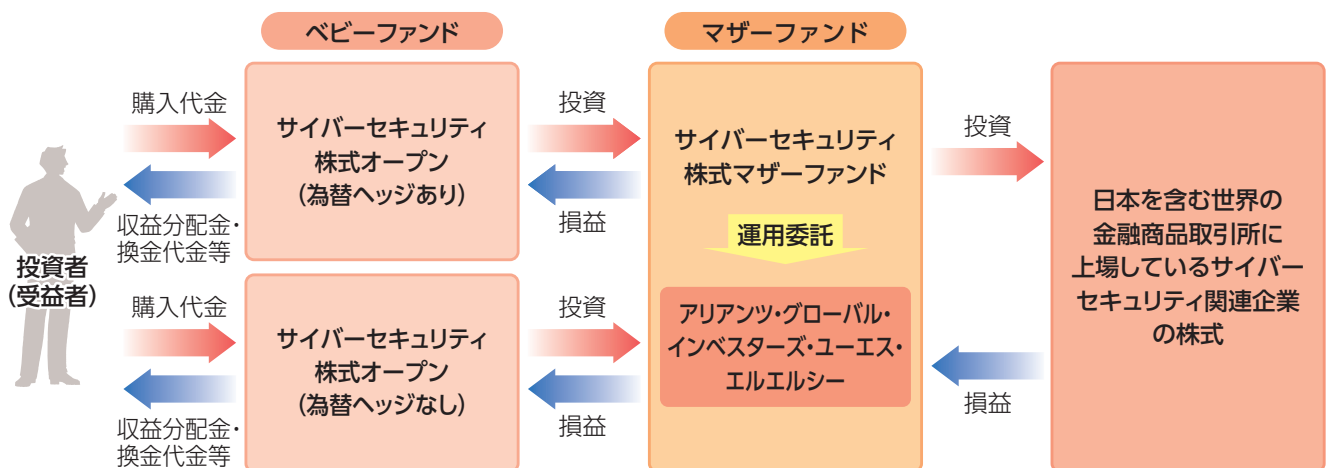 ベビーファンド
マザーファンド
購入代金
収益分配金・
換金代金等
サイバーセキュリティ
株式オープン
(為替ヘッジあり)
投資
損益
サイバーセキュリティ
株式マザーファンド
運用委託
アリアンツ・グローバル・
インベスターズ・ユーエス・
エルエルシー
投資
損益
日本を含む世界の
金融商品取引所に
上場しているサイバー
セキュリティ関連企業
の株式
投資者
(受益者)
購入代金
収益分配金・
換金代金等
サイバーセキュリティ
株式オープン
(為替ヘッジなし)
投資
損益